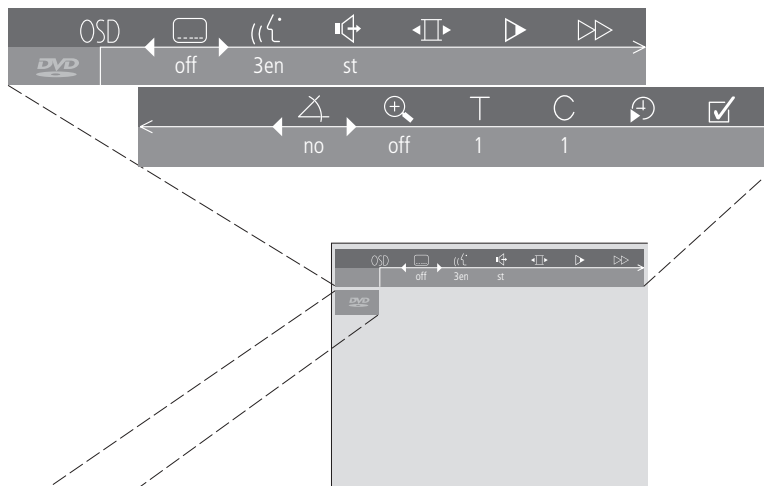 OSD
DVD off 3en st
T C
no off 1 1
OSD
off 3en st
DVD